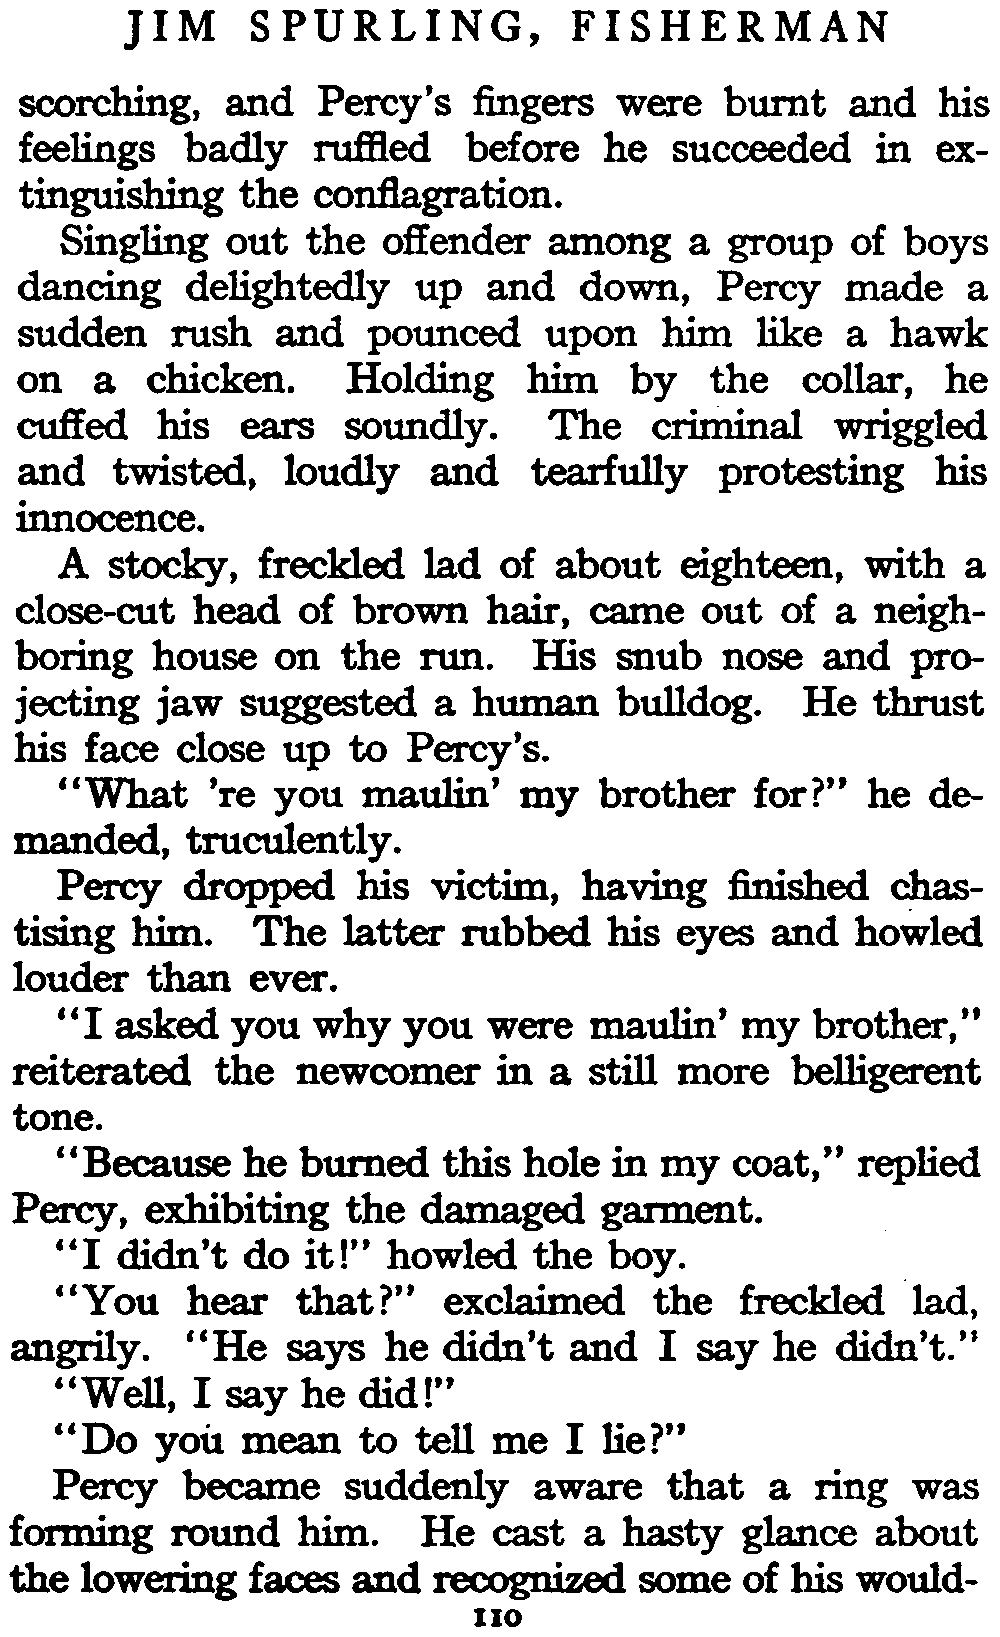 JIM SPURLING, FISHERMAN
scorching, and Percy's fingers were burnt and his
feelings badly ruffled before he succeeded in ex-
tinguishing the conflagration.
Singling out the offender among a group of boys
dancing delightedly up and down, Percy made a
sudden rush and pounced upon him like a hawk
on a chicken. Holding him by the collar, he
cuffed his ears soundly. The criminal wriggled
and twisted, loudly and tearfully protesting his
innocence.
A stocky, freckled lad of about eighteen, with a
close-cut head of brown hair, came out of a neigh-
boring house on the run. His snub nose and pro-
jecting jaw suggested a human bulldog. He thrust
his face close up to Percy's.
"What 're you maulin' my brother for?" he de-
manded, truculently.
Percy dropped his victim, having finished chas-
tising him. The latter rubbed his eyes and howled
louder than ever.
"I asked you why you were maulin' my brother,"
reiterated the newcomer in a still more belligerent
tone.
"Because he burned this hole in my coat," replied
Percy, exhibiting the damaged garment.
"I didn't do it!" howled the boy.
"You hear that?" exclaimed the freckled lad,
angrily. "He says he didn't and I say he didn't."
"Well, I say he did!"
"Do you mean to tell me I lie?"
Percy became suddenly aware that a ring was
forming round him. He cast a hasty glance about
the lowering faces and recognized some of his would-
110